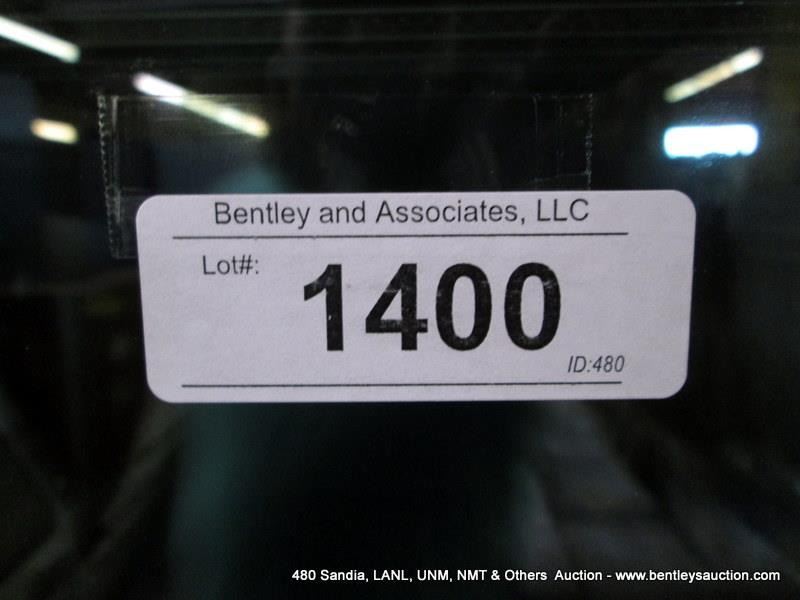 Bentley and Associates, LLC
Lot#:
1400
ID:480
480 Sandia, LANL, UNM, NMT & Others Auction - www.bentleysauction.com